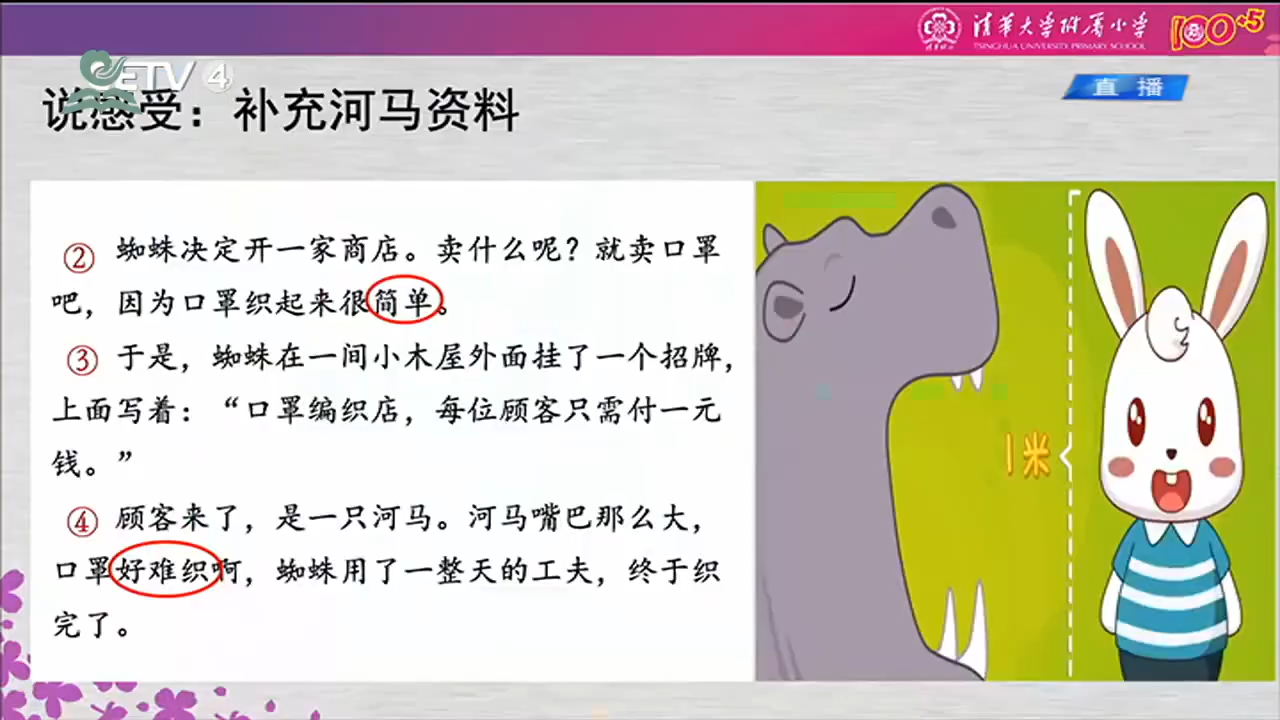 清华大学附属小学
TSINGHUA UNIVERSITY PRIMARY SCHOOL
100+5
CETV 4
直播
说感受：补充河马资料
② 蜘蛛决定开一家商店。卖什么呢？就卖口罩
吧，因为口罩织起来很简单。
③ 于是，蜘蛛在一间小木屋外面挂了一个招牌，
上面写着：“口罩编织店，每位顾客只需付一元
钱。”
④ 顾客来了，是一只河马。河马嘴巴那么大，
口罩好难织啊，蜘蛛用了一整天的工夫，终于织
完了。
1米